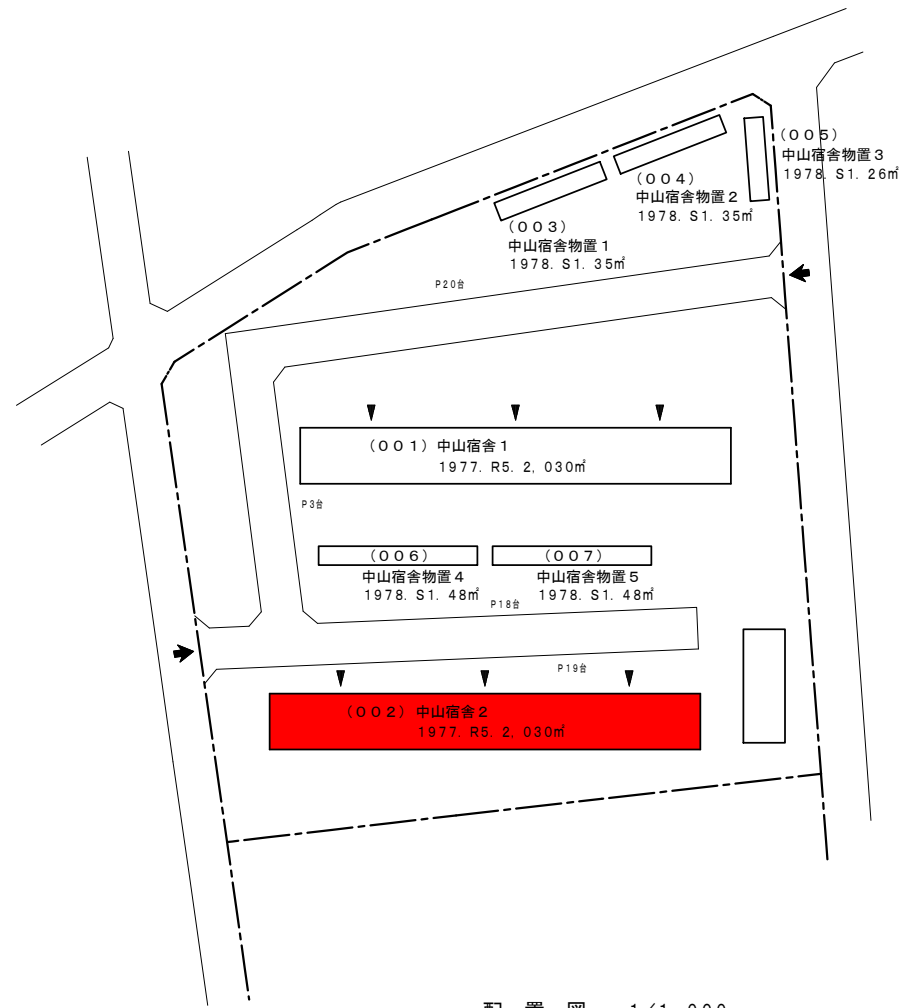 （００５）
中山宿舎物置３
1978. S1. 26㎡
（００４）
中山宿舎物置２
1978. S1. 35㎡
（００３）
中山宿舎物置１
1978. S1. 35㎡
P20台
（００１）中山宿舎１
1977. R5. 2, 030㎡
P3台
（００６）
中山宿舎物置４
1978. S1. 48㎡
（００７）
中山宿舎物置５
1978. S1. 48㎡
P18台
P19台
（００２）中山宿舎２
1977. R5. 2, 030㎡
配　置　図　1/1, 000